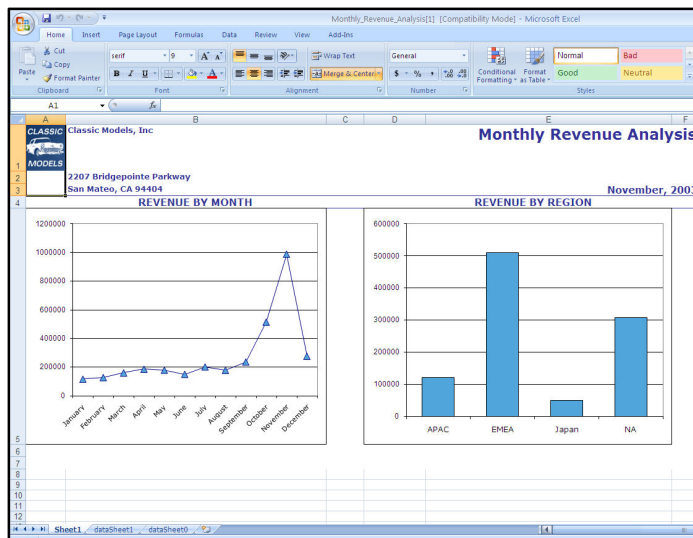 Monthly_Revenue_Analysis[1] [Compatibility Mode] - Microsoft Excel
Home Insert Page Layout Formulas Data Review View Add-Ins
Paste
Cut
Copy
Format Painter
Clipboard
serif 9
B I U
Font
Wrap Text
Merge & Center
Alignment
General
$ % ,
Number
Conditional Formatting
Format as Table
Normal Bad
Good Neutral
Styles
A1 fx
A B C D E F
1
CLASSIC
MODELS
Classic Models, Inc
Monthly Revenue Analysis
2 2207 Bridgepointe Parkway
3 San Mateo, CA 94404
November, 2003
4 REVENUE BY MONTH REVENUE BY REGION
1200000
1000000
800000
600000
400000
200000
0
January February March April May June July August September October November December
600000
500000
400000
300000
200000
100000
0
APAC EMEA Japan NA
5
6
7
8
9
10
11
12
Sheet1 dataSheet1 dataSheet0